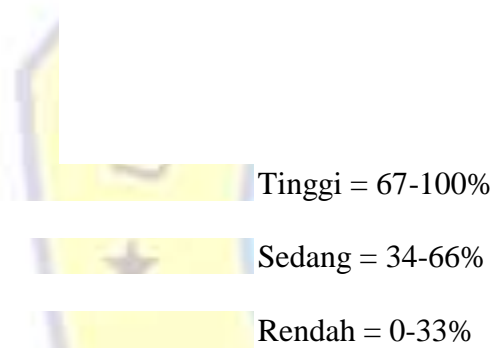 Tinggi = 67-100%
Sedang = 34-66%
Rendah = 0-33%